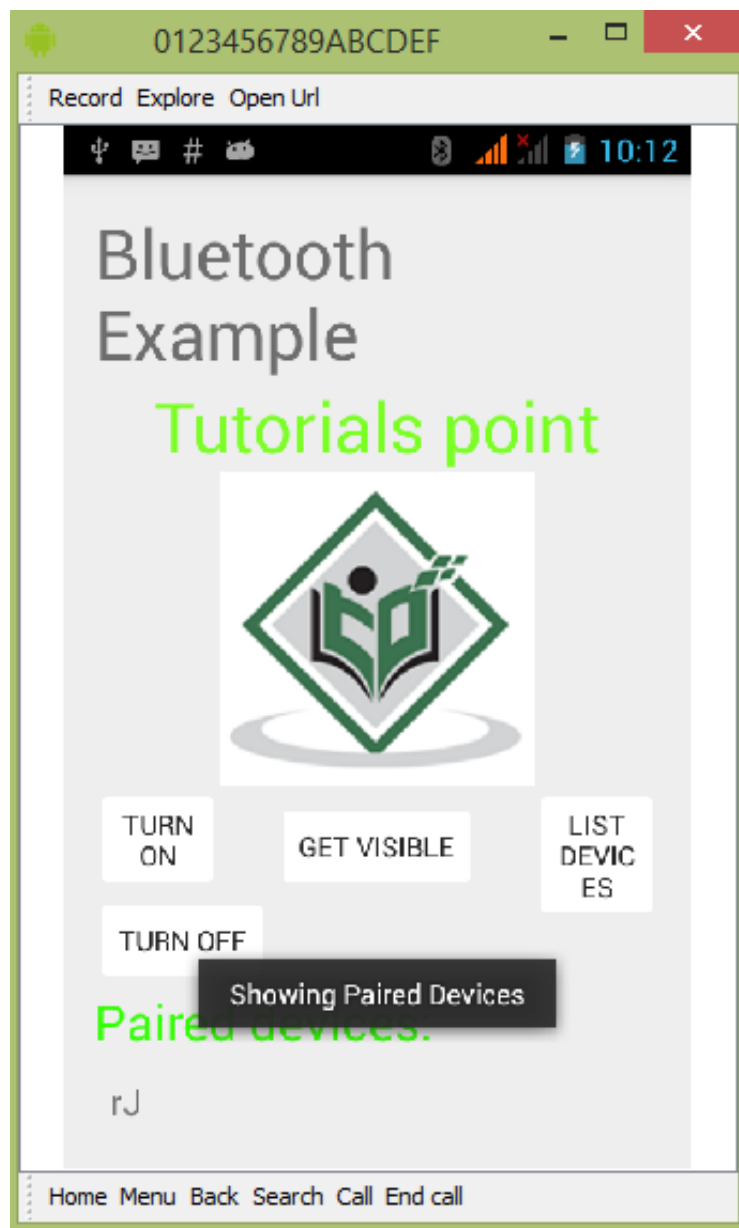 0123456789ABCDEF
Record Explore Open Url
10:12
Bluetooth
Example
Tutorials point
TURN
ON
GET VISIBLE
LIST
DEVIC
ES
TURN OFF
Showing Paired Devices
Paired devices:
rJ
Home Menu Back Search Call End call